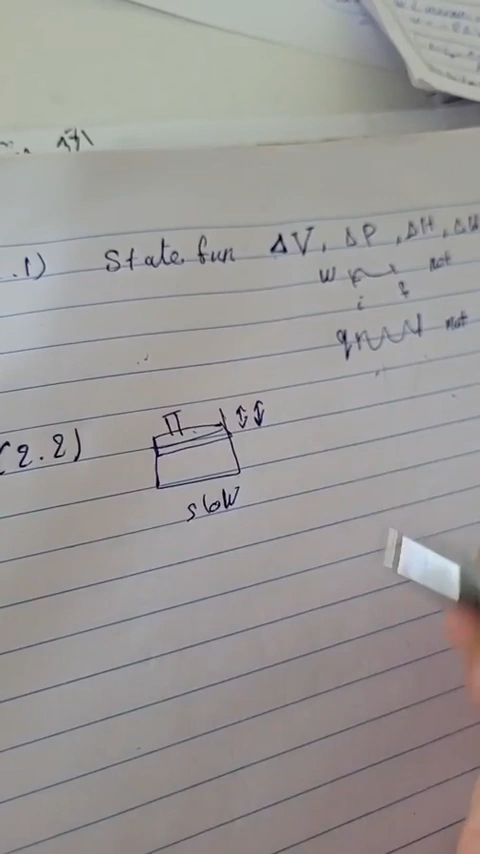 .1) State fun ΔV, ΔP, ΔH, ΔU
w not
i f
q not
(2.2)
slow